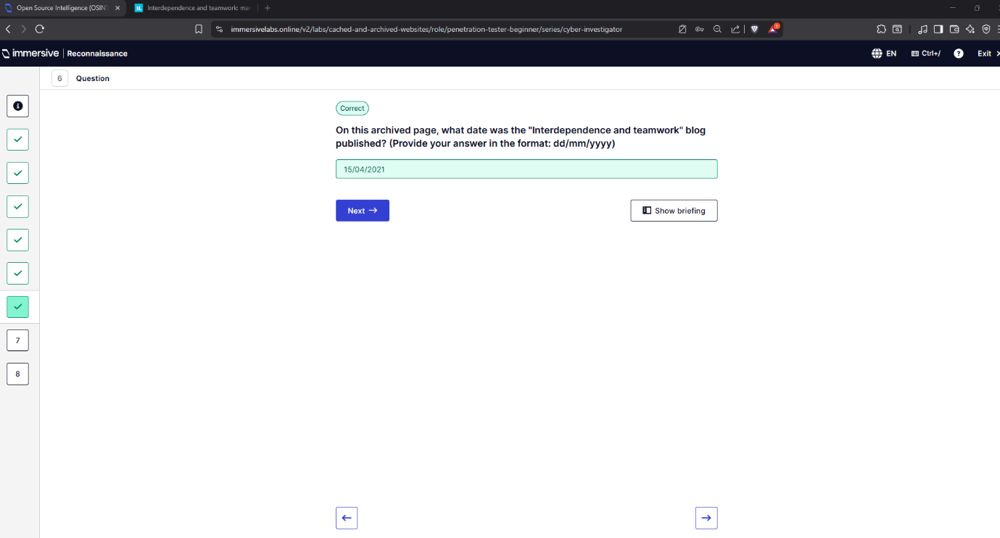 Open Source Intelligence (OSINT
Interdependence and teamwork: ma
immersivelabs.online/v2/labs/cached-and-archived-websites/role/penetration-tester-beginner/series/cyber-investigator
1
immersive
Reconnaissance
EN
Ctrl+/
Exit
6
Question
Correct
On this archived page, what date was the "Interdependence and teamwork" blog
published? (Provide your answer in the format: dd/mm/yyyy)
15/04/2021
Next
Show briefing
7
8